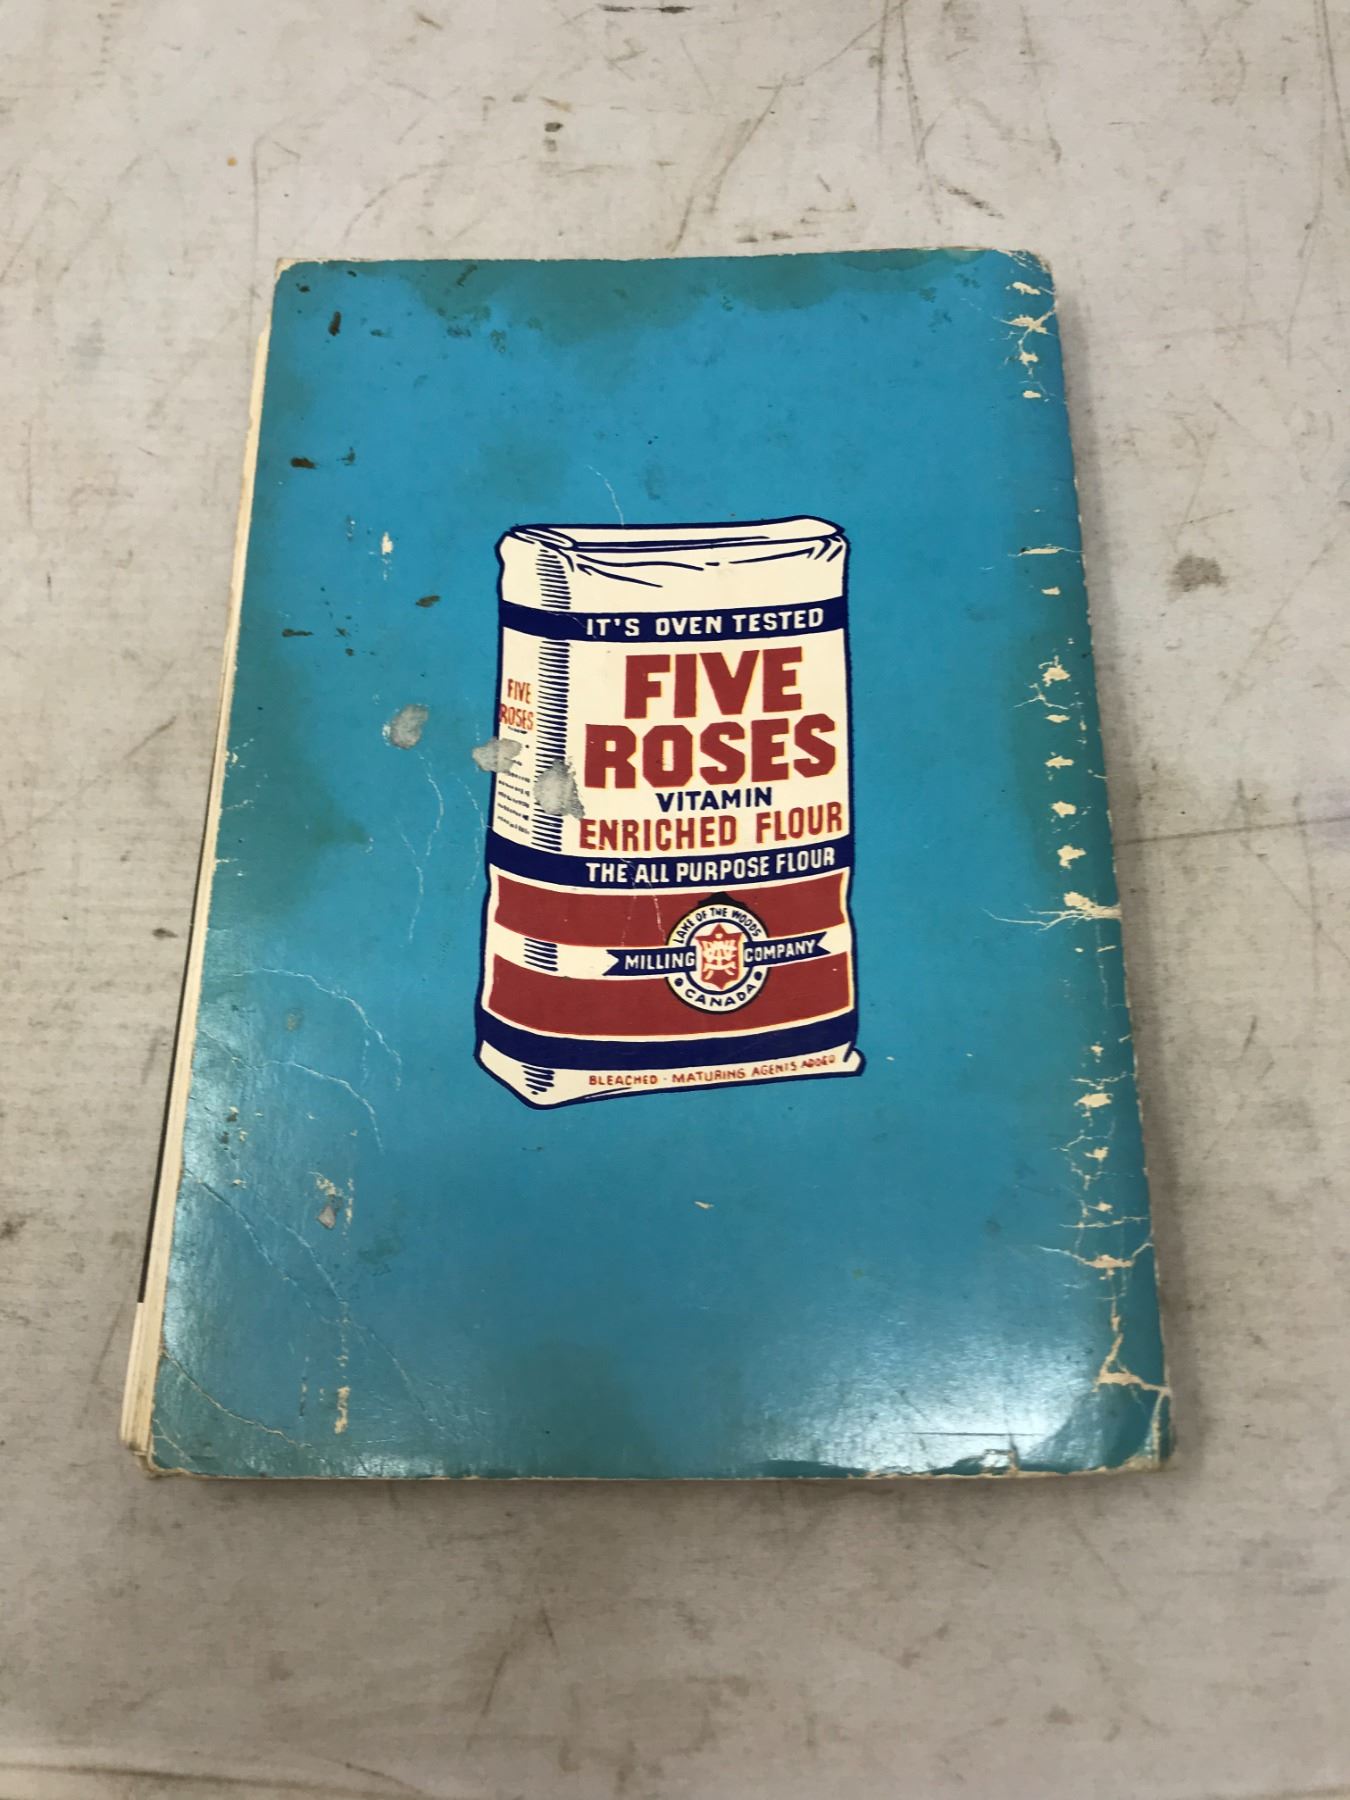 IT'S OVEN TESTED
FIVE
ROSES
VITAMIN
ENRICHED FLOUR
THE ALL PURPOSE FLOUR
LAKE OF THE WOODS
MILLING COMPANY
CANADA
BLEACHED - MATURING AGENTS ADDED
FIVE
ROSES